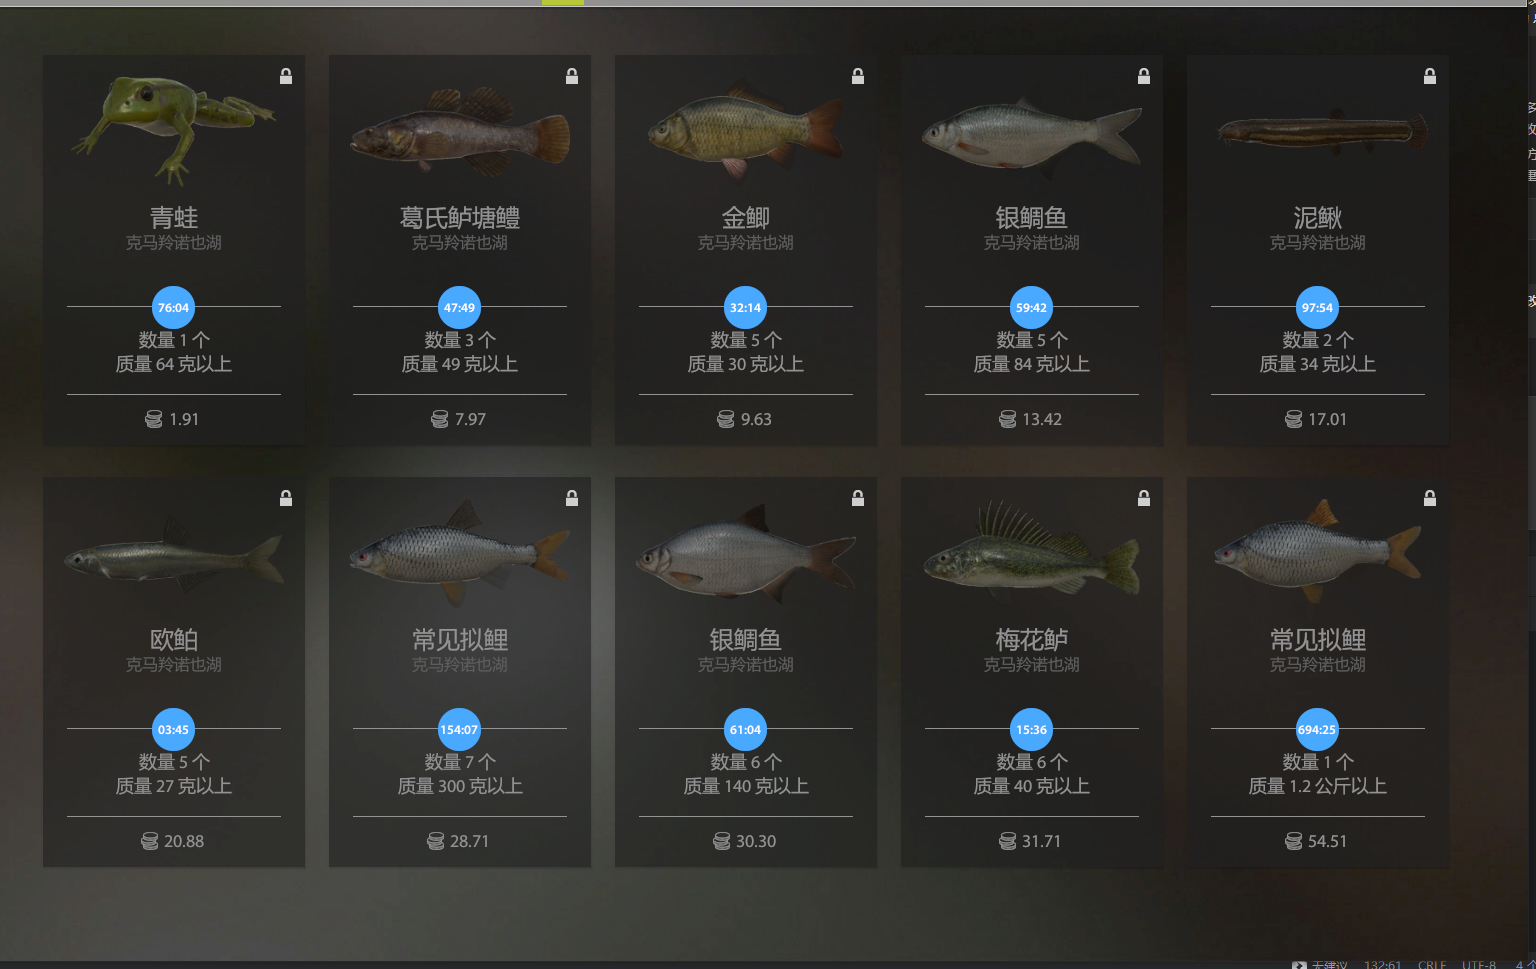 青蛙
克马羚诺也湖
76:04
数量 1 个
质量 64 克以上
1.91
葛氏鲈塘鳢
克马羚诺也湖
47:49
数量 3 个
质量 49 克以上
7.97
金鲫
克马羚诺也湖
32:14
数量 5 个
质量 30 克以上
9.63
银鲷鱼
克马羚诺也湖
59:42
数量 5 个
质量 84 克以上
13.42
泥鳅
克马羚诺也湖
97:54
数量 2 个
质量 34 克以上
17.01
欧鲌
克马羚诺也湖
03:45
数量 5 个
质量 27 克以上
20.88
常见拟鲤
克马羚诺也湖
154:07
数量 7 个
质量 300 克以上
28.71
银鲷鱼
克马羚诺也湖
61:04
数量 6 个
质量 140 克以上
30.30
梅花鲈
克马羚诺也湖
15:36
数量 6 个
质量 40 克以上
31.71
常见拟鲤
克马羚诺也湖
694:25
数量 1 个
质量 1.2 公斤以上
54.51
无建议 132:61 CRLF UTF-8 4